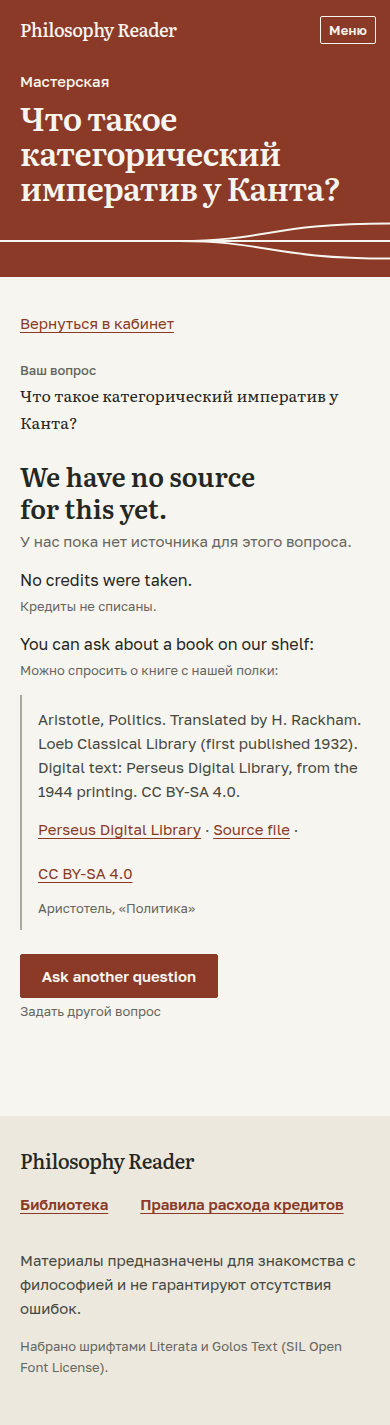 Philosophy Reader
Меню
Мастерская
Что такое
категорический
императив у Канта?
Вернуться в кабинет
Ваш вопрос
Что такое категорический императив у
Канта?
We have no source
for this yet.
У нас пока нет источника для этого вопроса.
No credits were taken.
Кредиты не списаны.
You can ask about a book on our shelf:
Можно спросить о книге с нашей полки:
Aristotle, Politics. Translated by H. Rackham.
Loeb Classical Library (first published 1932).
Digital text: Perseus Digital Library, from the
1944 printing. CC BY-SA 4.0.
Perseus Digital Library · Source file ·
CC BY-SA 4.0
Аристотель, «Политика»
Ask another question
Задать другой вопрос
Philosophy Reader
Библиотека Правила расхода кредитов
Материалы предназначены для знакомства с
философией и не гарантируют отсутствия
ошибок.
Набрано шрифтами Literata и Golos Text (SIL Open
Font License).